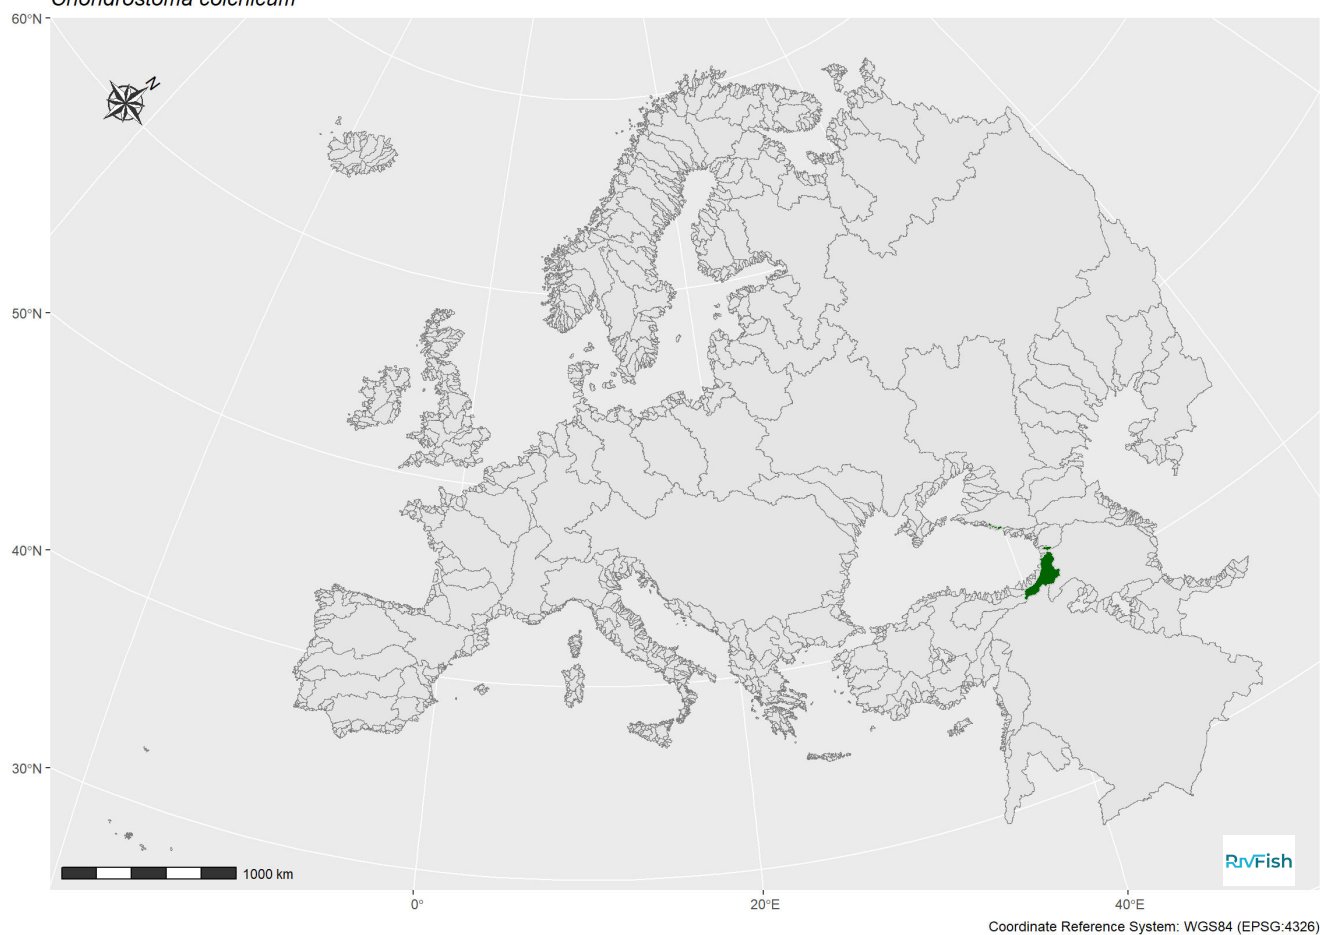 Chondrostoma colchicum
60°N
N
50°N
40°N
30°N
1000 km
RIVFish
0°
20°E
40°E
Coordinate Reference System: WGS84 (EPSG:4326)